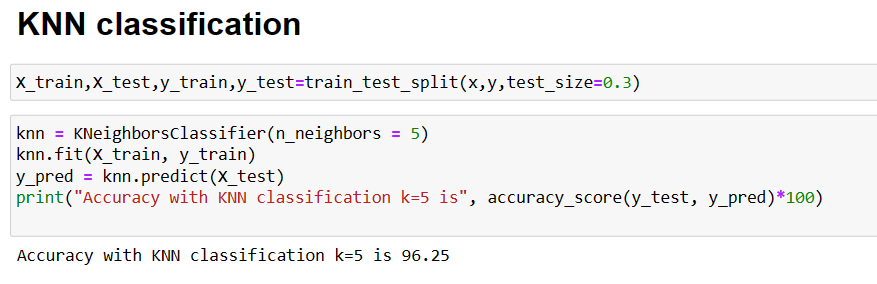 KNN classification
X_train,X_test,y_train,y_test=train_test_split(x,y,test_size=0.3)
knn = KNeighborsClassifier(n_neighbors = 5)
knn.fit(X_train, y_train)
y_pred = knn.predict(X_test)
print("Accuracy with KNN classification k=5 is", accuracy_score(y_test, y_pred)*100)
Accuracy with KNN classification k=5 is 96.25